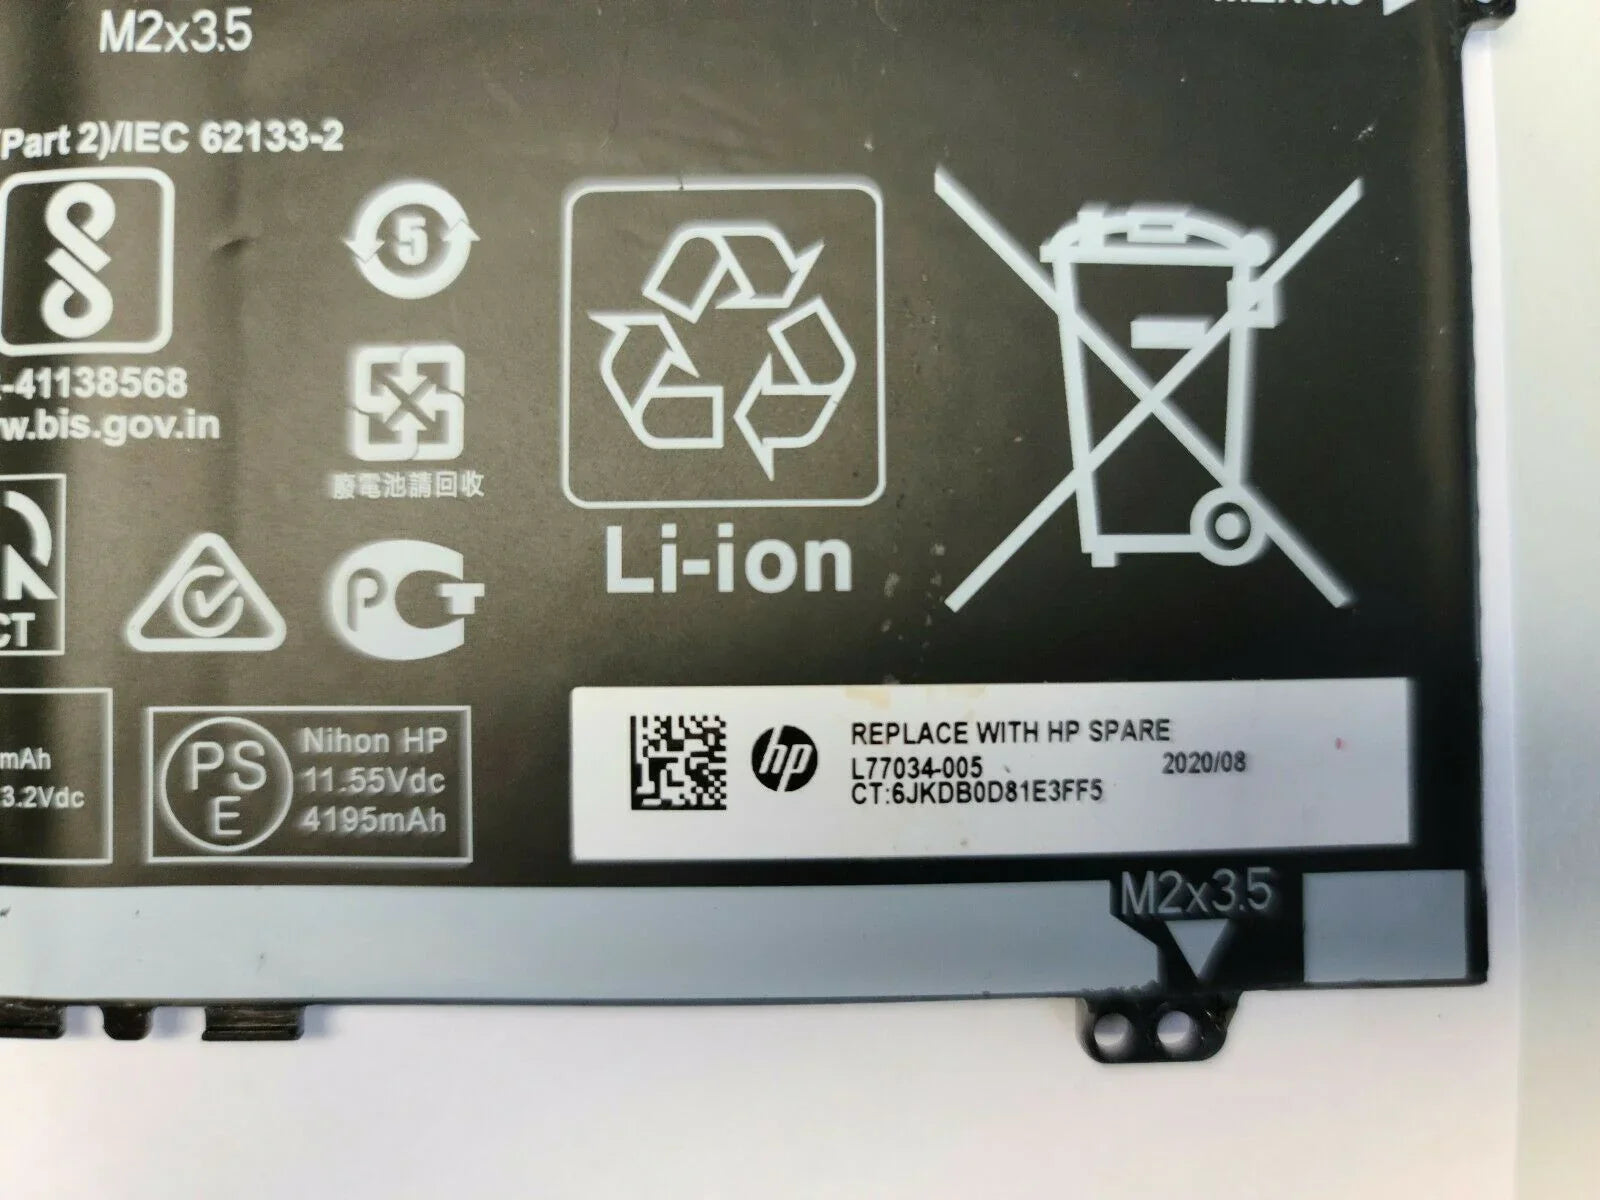 M2x3.5
(Part 2)/IEC 62133-2
5
-41138568
w.bis.gov.in
廢電池請回收
CT
Li-ion
mAh
3.2Vdc
PS
E
Nihon HP
11.55Vdc
4195mAh
hp
REPLACE WITH HP SPARE
L77034-005 2020/08
CT:6JKDB0D81E3FF5
M2x3.5